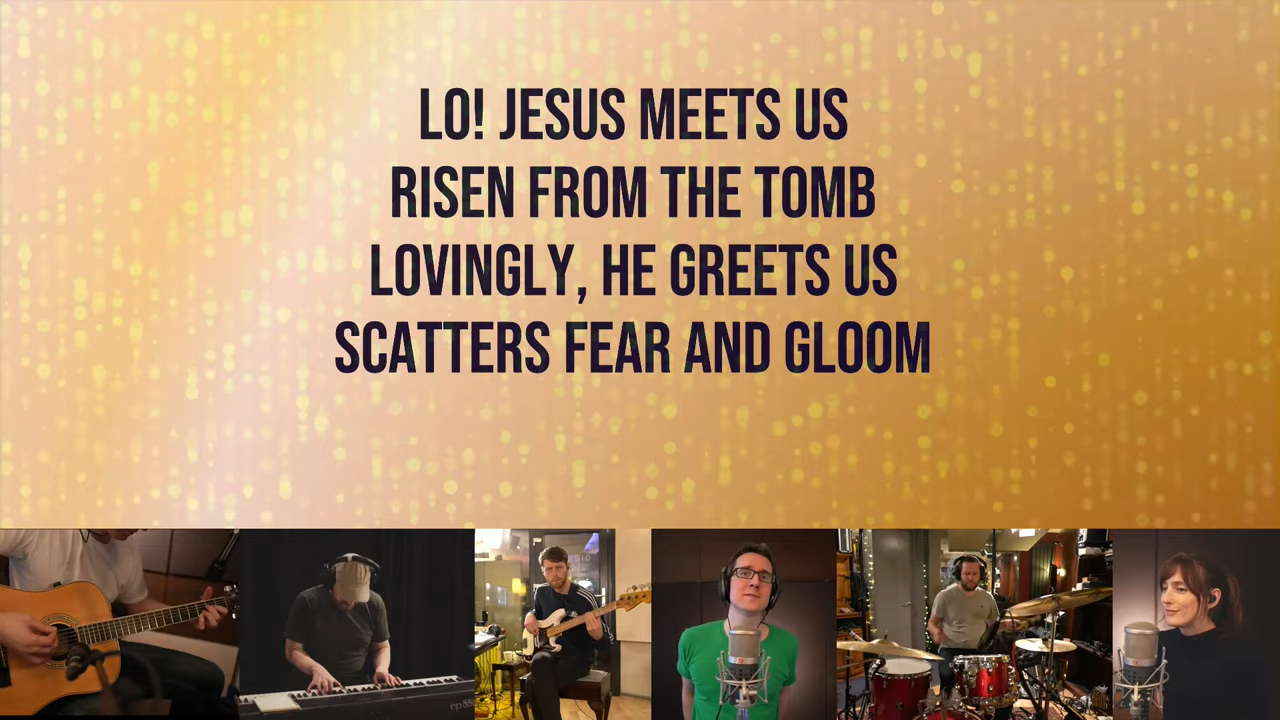 LO! JESUS MEETS US
RISEN FROM THE TOMB
LOVINGLY, HE GREETS US
SCATTERS FEAR AND GLOOM